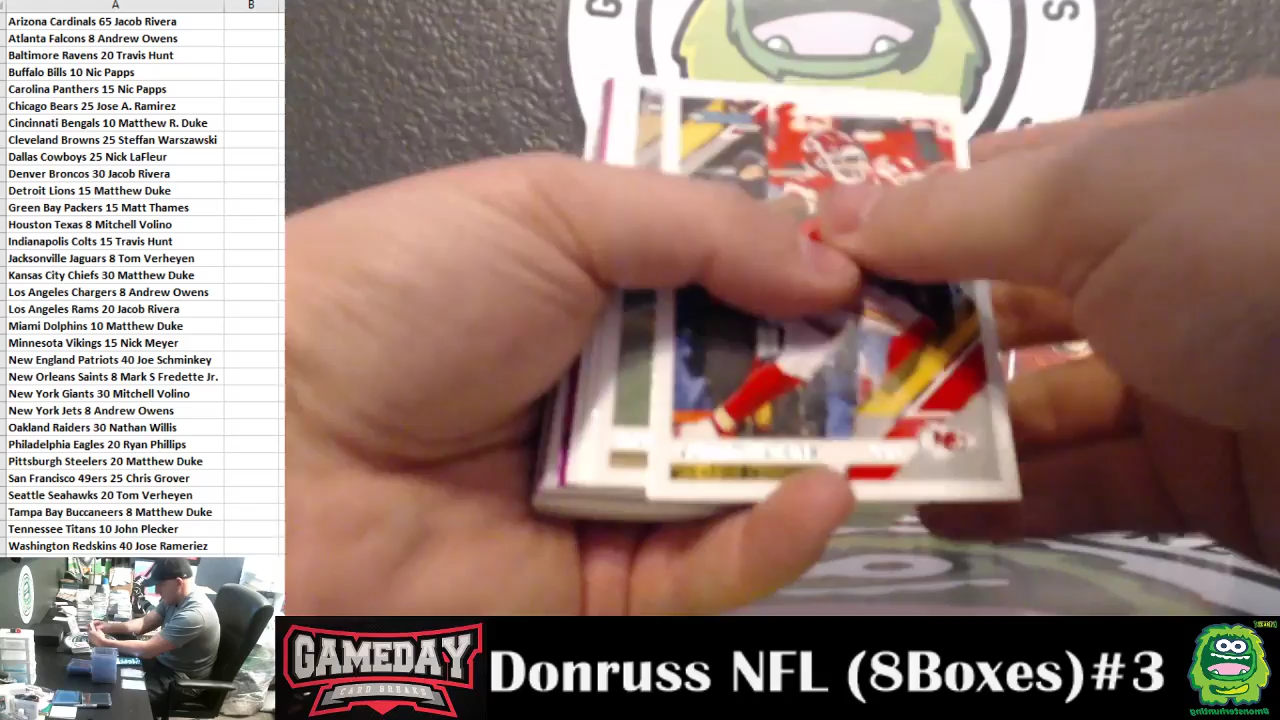 A B
Arizona Cardinals 65 Jacob Rivera
Atlanta Falcons 8 Andrew Owens
Baltimore Ravens 20 Travis Hunt
Buffalo Bills 10 Nic Papps
Carolina Panthers 15 Nic Papps
Chicago Bears 25 Jose A. Ramirez
Cincinnati Bengals 10 Matthew R. Duke
Cleveland Browns 25 Steffan Warszawski
Dallas Cowboys 25 Nick LaFleur
Denver Broncos 30 Jacob Rivera
Detroit Lions 15 Matthew Duke
Green Bay Packers 15 Matt Thames
Houston Texas 8 Mitchell Volino
Indianapolis Colts 15 Travis Hunt
Jacksonville Jaguars 8 Tom Verheyen
Kansas City Chiefs 30 Matthew Duke
Los Angeles Chargers 8 Andrew Owens
Los Angeles Rams 20 Jacob Rivera
Miami Dolphins 10 Matthew Duke
Minnesota Vikings 15 Nick Meyer
New England Patriots 40 Joe Schminkey
New Orleans Saints 8 Mark S Fredette Jr.
New York Giants 30 Mitchell Volino
New York Jets 8 Andrew Owens
Oakland Raiders 30 Nathan Willis
Philadelphia Eagles 20 Ryan Phillips
Pittsburgh Steelers 20 Matthew Duke
San Francisco 49ers 25 Chris Grover
Seattle Seahawks 20 Tom Verheyen
Tampa Bay Buccaneers 8 Matthew Duke
Tennessee Titans 10 John Plecker
Washington Redskins 40 Jose Rameriez
GAMEDAY
CARD BREAKS
Donruss NFL (8Boxes)#3
#monsterhunting